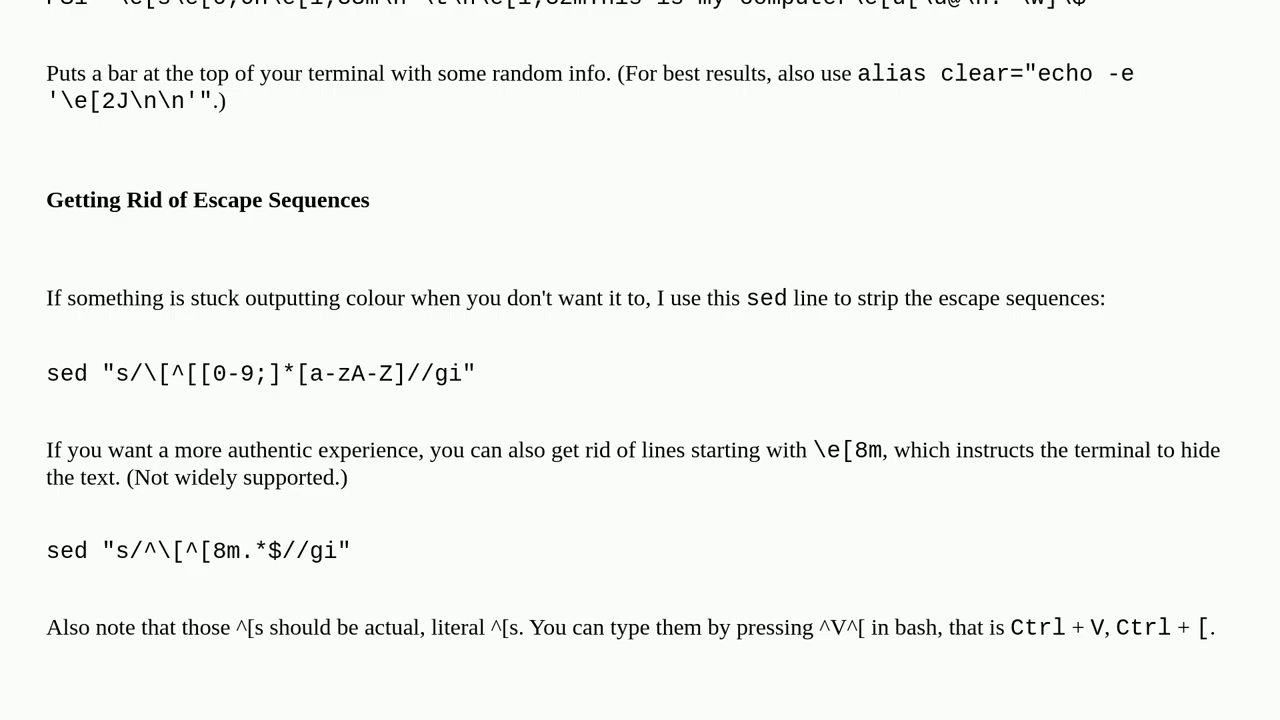 Puts a bar at the top of your terminal with some random info. (For best results, also use alias clear="echo -e
'\e[2J\n\n'".)
Getting Rid of Escape Sequences
If something is stuck outputting colour when you don't want it to, I use this sed line to strip the escape sequences:
sed "s/\[^[[0-9;]*[a-zA-Z]//gi"
If you want a more authentic experience, you can also get rid of lines starting with \e[8m, which instructs the terminal to hide
the text. (Not widely supported.)
sed "s/^\[^[8m.*$//gi"
Also note that those ^[s should be actual, literal ^[s. You can type them by pressing ^V^[ in bash, that is Ctrl + V, Ctrl + [.